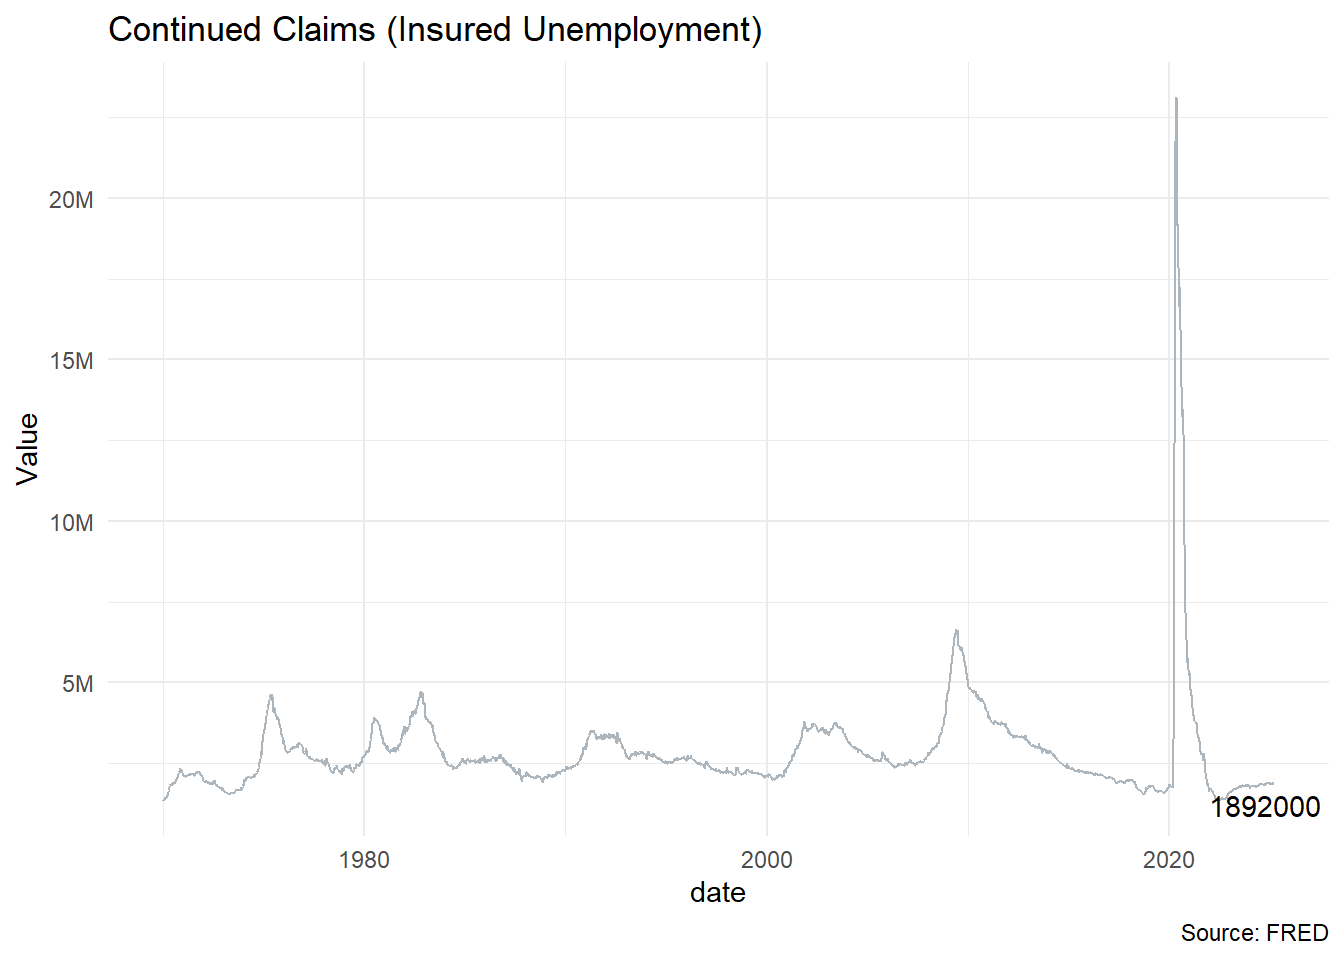 Continued Claims (Insured Unemployment)
20M
15M
10M
5M
Value
1892000
1980 2000 2020
date
Source: FRED